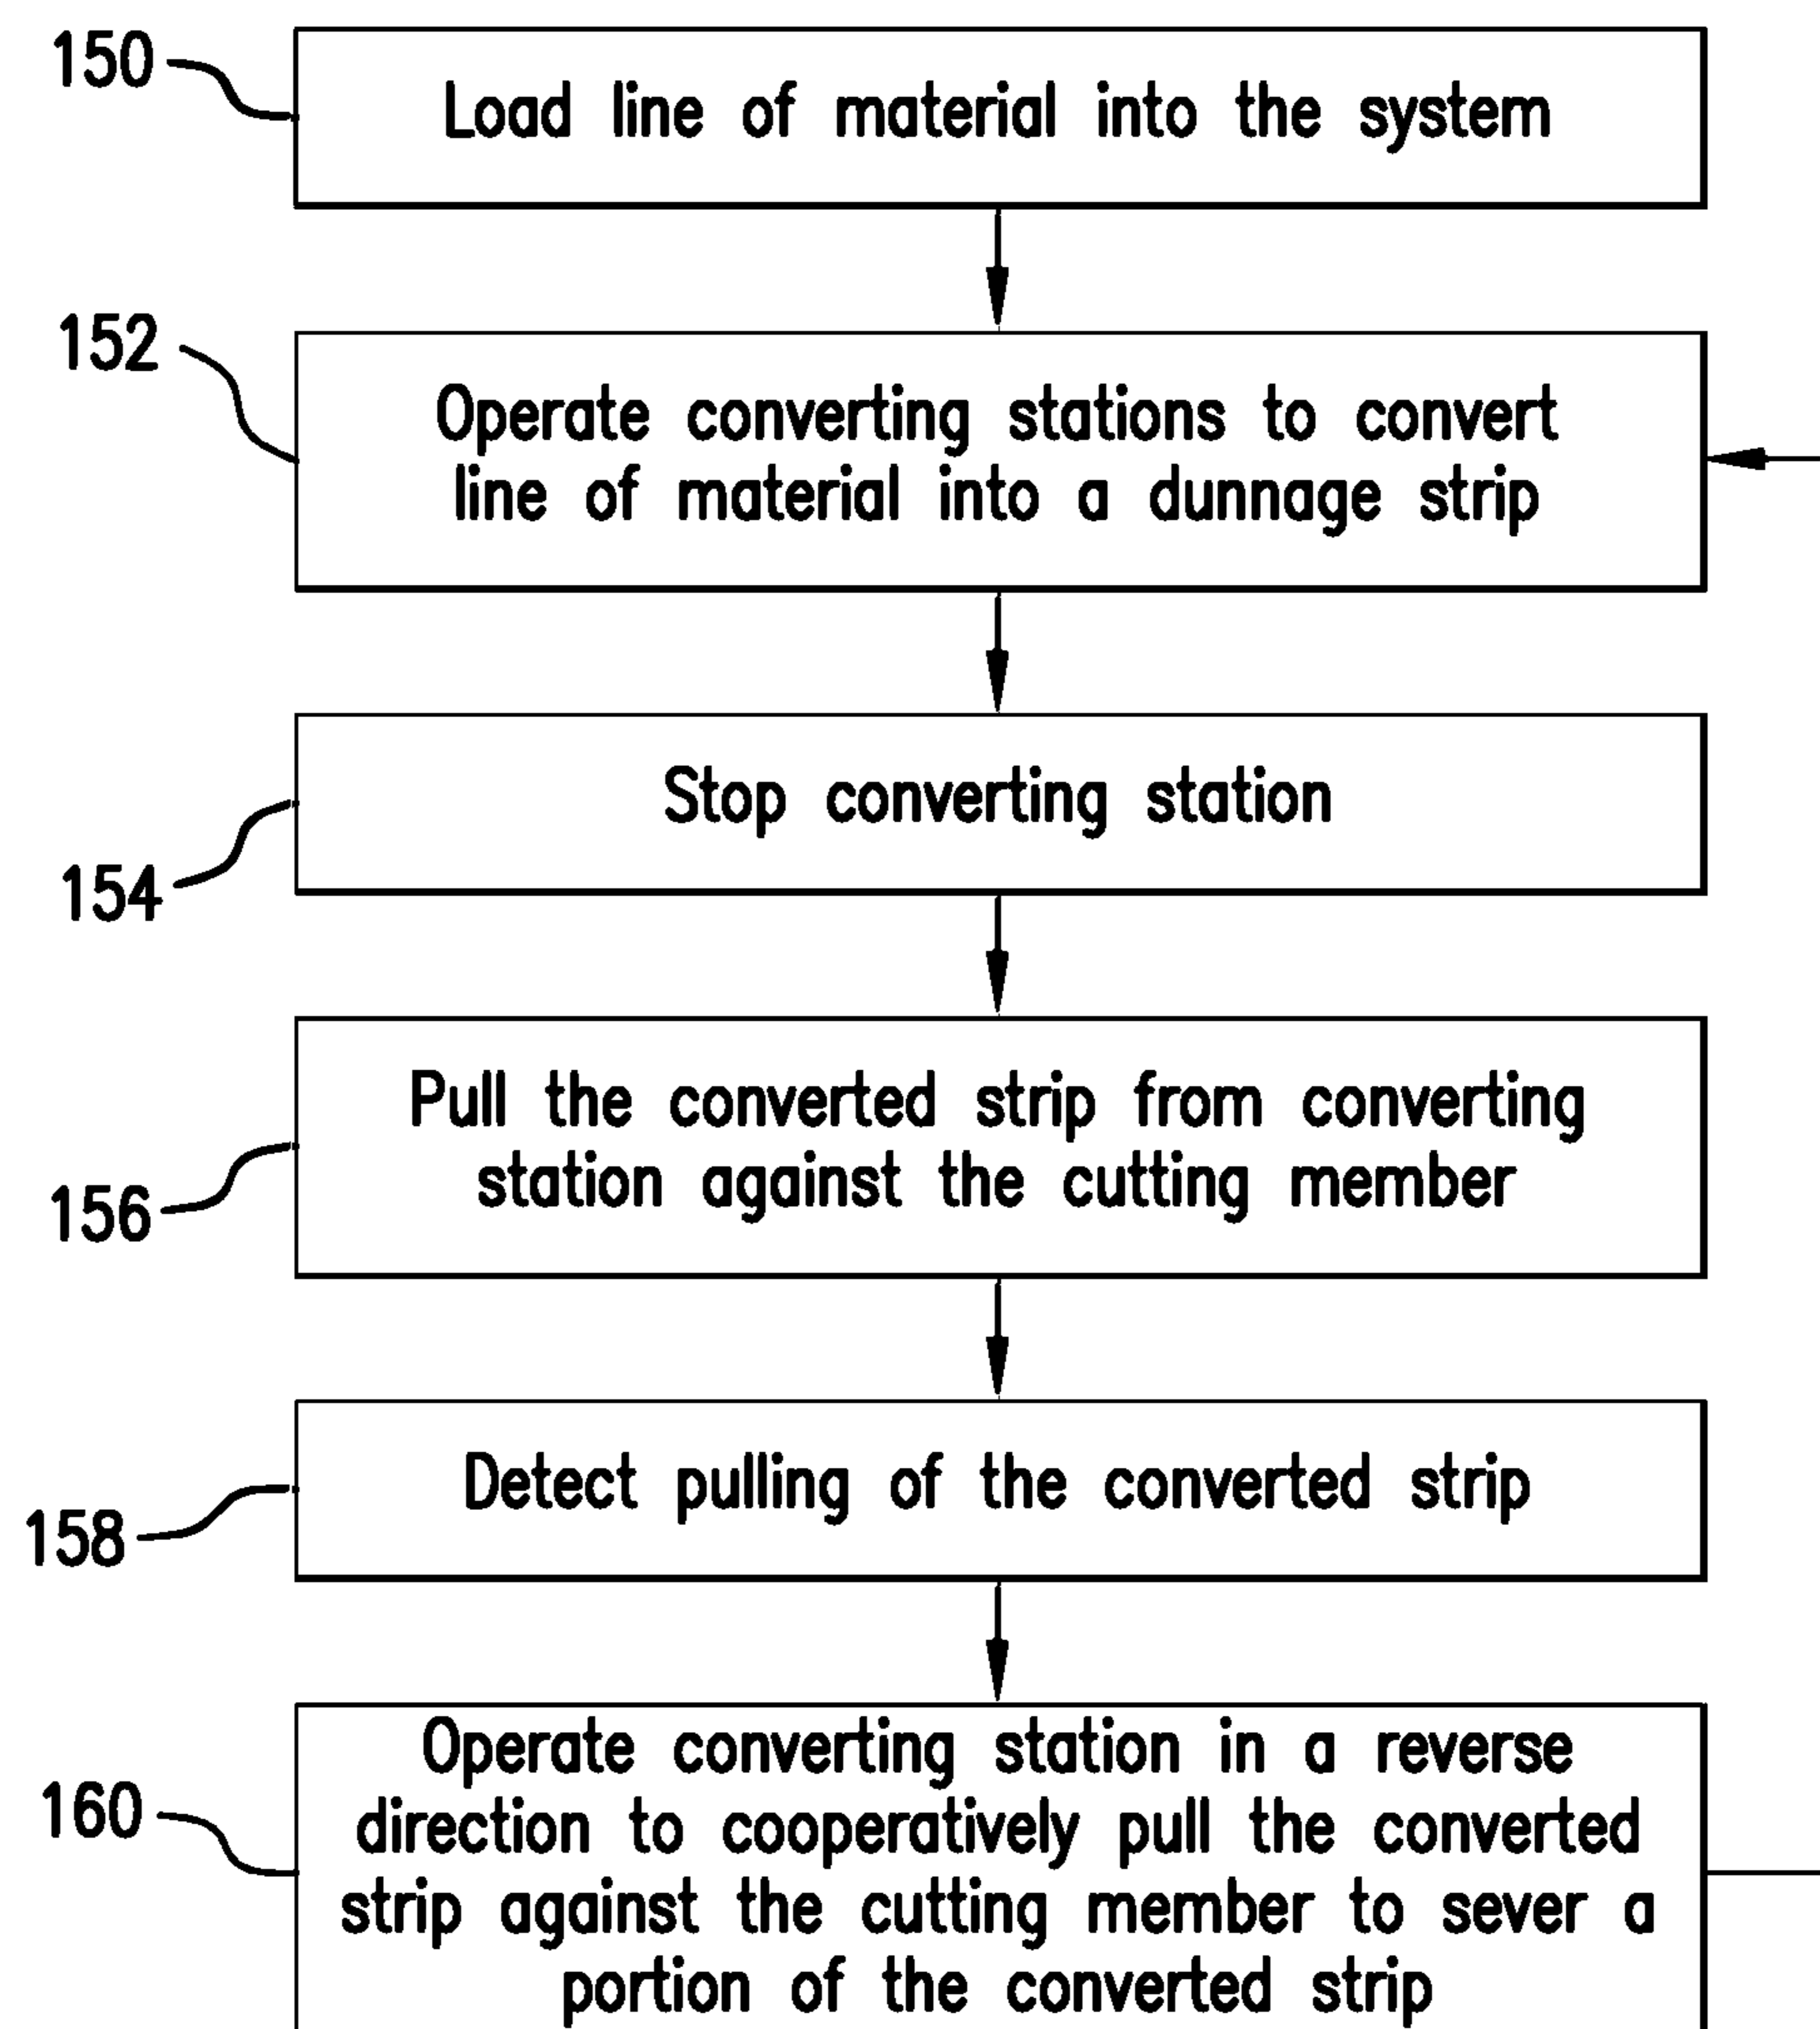 150
Load line of material into the system
152
Operate converting stations to convert
line of material into a dunnage strip
Stop converting station
154
Pull the converted strip from converting
station against the cutting member
156
Detect pulling of the converted strip
158
Operate converting station in a reverse
160
direction to cooperatively pull the converted
strip against the cutting member to sever a
portion of the converted strip